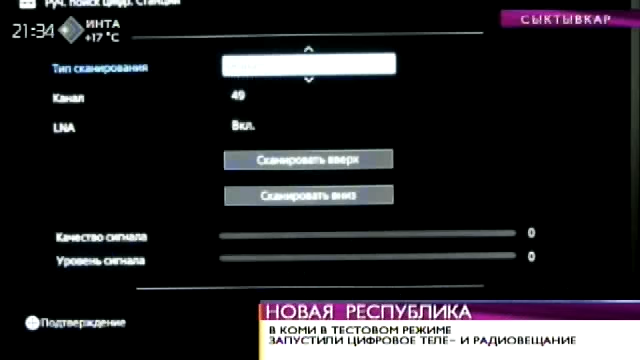 Руч. поиск цифр. Станции
21:34
ИНТА
+17 °C
СЫКТЫВКАР
Тип сканирования
Канал 49
LNA Вкл.
Сканировать вверх
Сканировать вниз
Качество сигнала 0
Уровень сигнала 0
Подтверждение
НОВАЯ РЕСПУБЛИКА
В КОМИ В ТЕСТОВОМ РЕЖИМЕ
ЗАПУСТИЛИ ЦИФРОВОЕ ТЕЛЕ- И РАДИОВЕЩАНИЕ